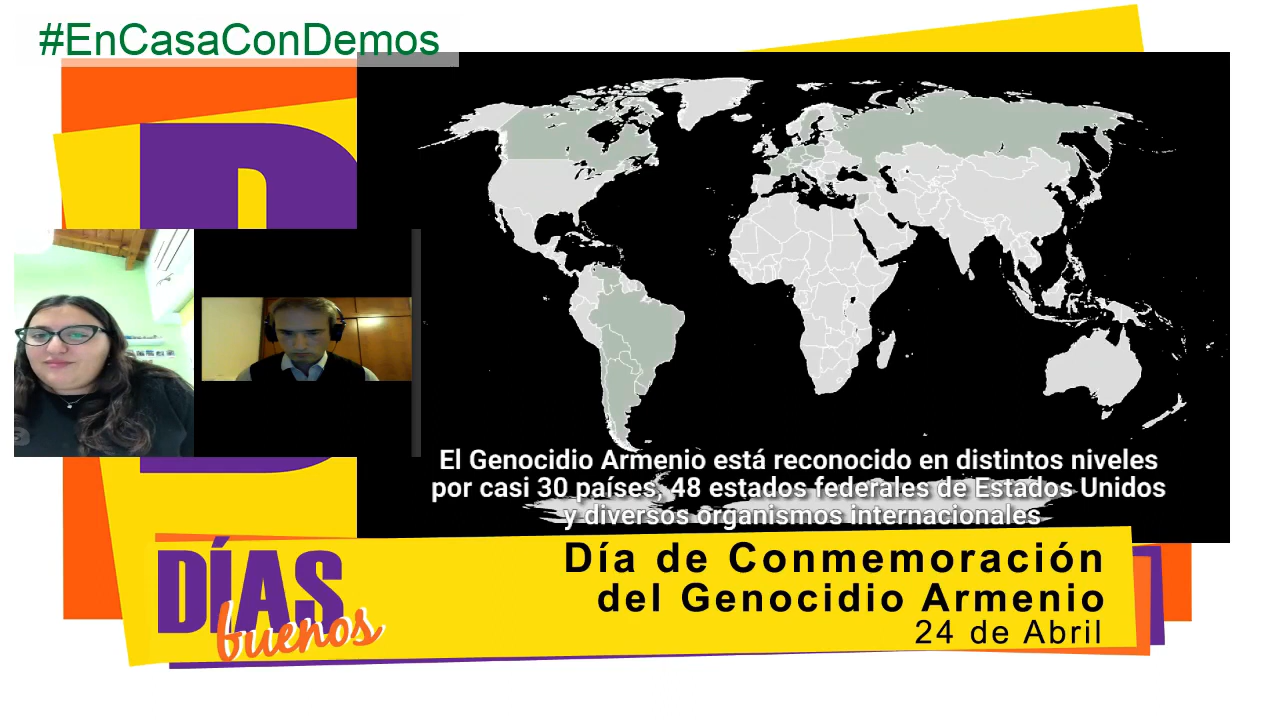 #EnCasaConDemos
El Genocidio Armenio está reconocido en distintos niveles
por casi 30 países, 48 estados federales de Estados Unidos
y diversos organismos internacionales
DÍAS
buenos
Día de Conmemoración
del Genocidio Armenio
24 de Abril